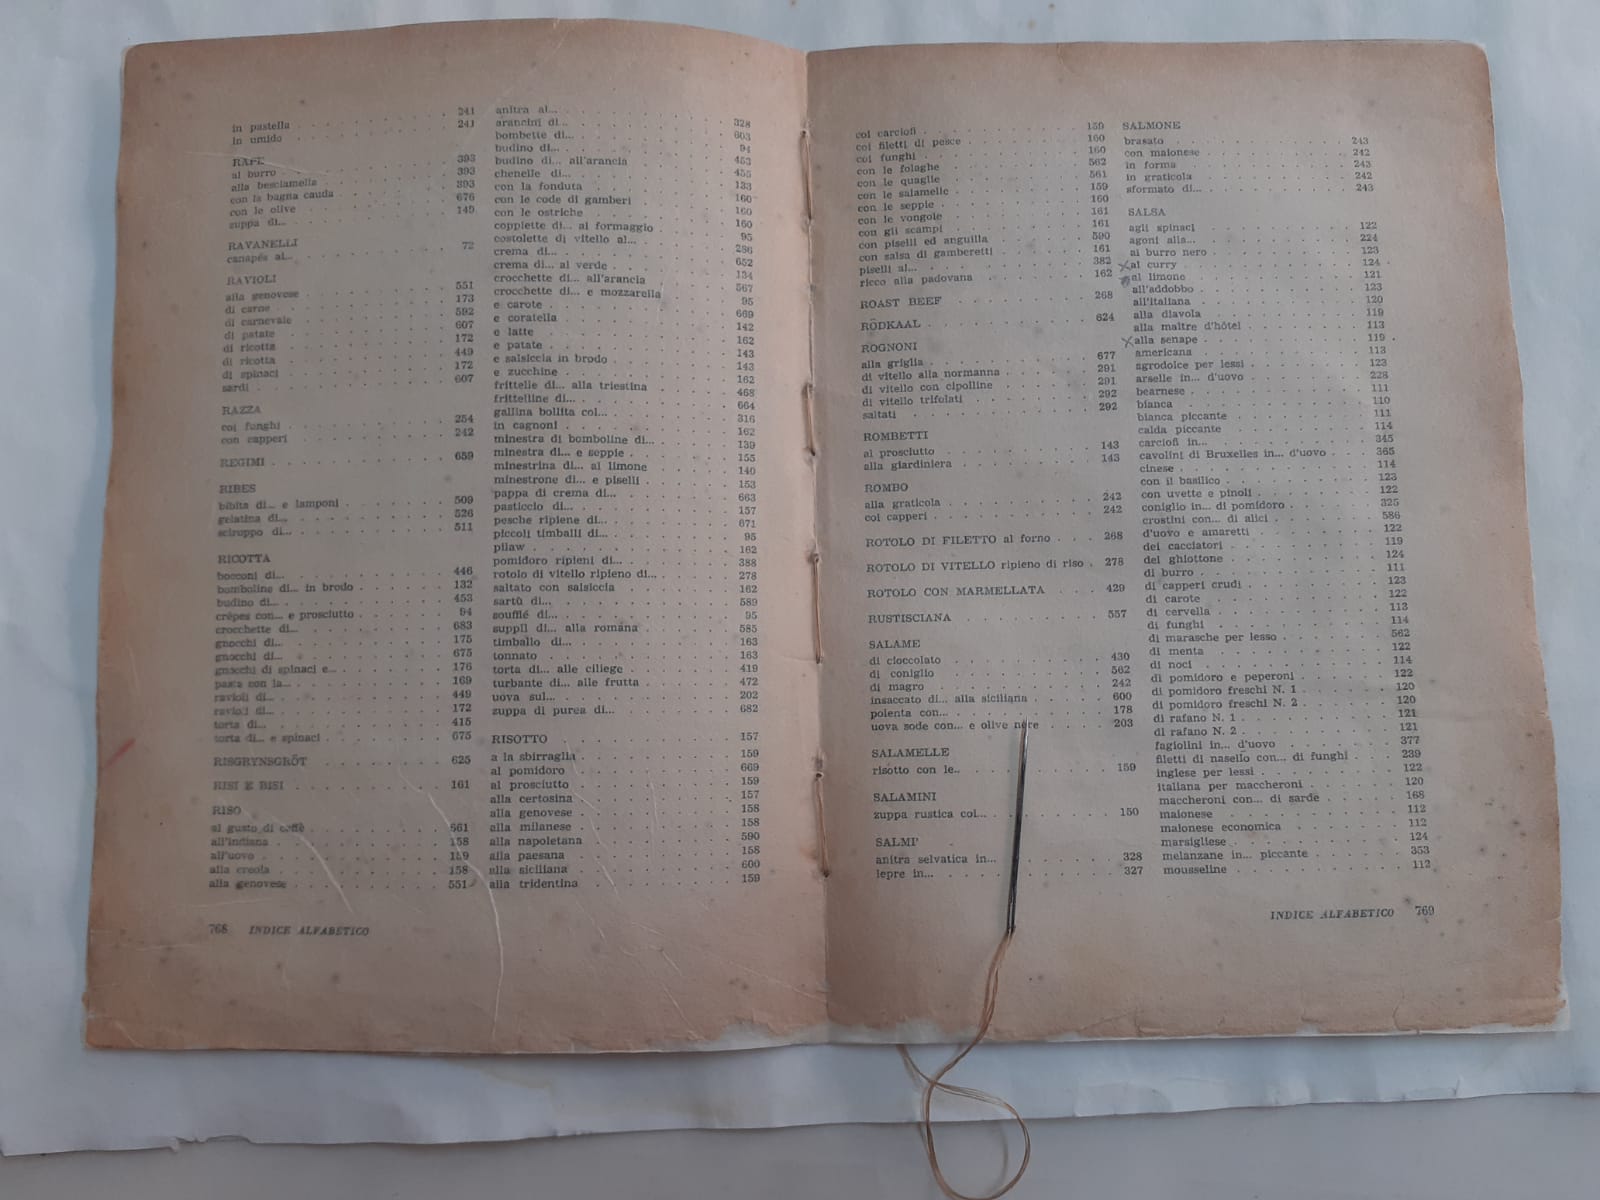 in pastella 241
in umido 241
RAPE
al burro 393
alla besciamella 393
con la bagna cauda 393
con le olive 676
zuppa di... 149
RAVANELLI
canapés ai... 72
RAVIOLI
alla genovese 551
di carne 173
di carnevale 592
di patate 607
di ricotta 172
di ricotta 449
di spinaci 172
sardi 607
RAZZA
coi funghi 254
con capperi 242
REGIMI 659
RIBES
bibita di... e lamponi 509
gelatina di... 526
sciroppo di... 511
RICOTTA
bocconi di... 446
bomboline di... in brodo 132
budino di... 453
crêpes con... e prosciutto 94
crocchette di... 683
gnocchi di... 175
gnocchi di... 675
gnocchi di spinaci e... 176
pasta con la... 169
ravioli di... 449
ravioli di... 172
torta di... 415
torta di... e spinaci 675
RISGRYNSGRÖT 625
RISI E BISI 161
RISO
al gusto di caffè 661
all'indiana 158
all'uovo 159
alla creola 158
alla genovese 551
anitra al... 328
arancini di... 603
bombette di... 94
budino di... 453
budino di... all'arancia 455
chenelle di... 133
con la fonduta 160
con le code di gamberi 160
con le ostriche 160
coppiette di... al formaggio 95
costolette di vitello al... 286
crema di... 652
crema di... al verde 134
crocchette di... all'arancia 567
crocchette di... e mozzarella 95
e carote 669
e coratella 142
e latte 162
e patate 143
e salsiccia in brodo 143
e zucchine 162
frittelle di... alla triestina 468
frittelline di... 664
gallina bollita col... 316
in cagnoni 162
minestra di bomboline di... 139
minestra di... e seppie 155
minestrina di... al limone 140
minestrone di... e piselli 153
pappa di crema di... 663
pasticcio di... 157
pesche ripiene di... 671
piccoli timballi di... 95
pilaw 162
pomidoro ripieni di... 388
rotolo di vitello ripieno di... 278
saltato con salsiccia 162
sartù di... 589
soufflé di... 95
supplì di... alla romana 585
timballo di... 163
tonnato 163
torta di... alle ciliege 419
turbante di... alle frutta 472
uova sul... 202
zuppa di purea di... 682
RISOTTO 157
a la sbirraglia 159
al pomidoro 669
al prosciutto 159
alla certosina 157
alla genovese 158
alla milanese 158
alla napoletana 590
alla paesana 158
alla siciliana 600
alla tridentina 159
768 INDICE ALFABETICO
coi carciofi 159
coi filetti di pesce 160
coi funghi 160
con le folaghe 562
con le quaglie 561
con le salamelle 159
con le seppie 160
con le vongole 161
con gli scampi 161
con piselli ed anguilla 590
con salsa di gamberetti 161
piselli al... 382
ricco alla padovana 162
ROAST BEEF 268
RÖDKAAL 624
ROGNONI
alla griglia 677
di vitello alla normanna 291
di vitello con cipolline 291
di vitello trifolati 292
saltati 292
ROMBETTI
al prosciutto 143
alla giardiniera 143
ROMBO
alla graticola 242
coi capperi 242
ROTOLO DI FILETTO al forno 268
ROTOLO DI VITELLO ripieno di riso 278
ROTOLO CON MARMELLATA 429
RUSTISCIANA 557
SALAME
di cioccolato 430
di coniglio 562
di magro 242
insaccato di... alla siciliana 600
polenta con... 178
uova sode con... e olive nere 203
SALAMELLE
risotto con le.. 159
SALAMINI
zuppa rustica coi... 150
SALMI'
anitra selvatica in... 328
lepre in... 327
SALMONE
brasato 243
con maionese 242
in forma 243
in graticola 242
sformato di... 243
SALSA
agli spinaci 122
agoni alla... 224
al burro nero 123
al curry 124
al limone 121
all'addobbo 123
all'italiana 120
alla diavola 119
alla maître d'hôtel 113
alla senape 119
americana 113
agrodolce per lessi 123
arselle in... d'uovo 228
bearnese 111
bianca 110
bianca piccante 111
calda piccante 114
carciofi in... 345
cavolini di Bruxelles in... d'uovo 365
cinese 114
con il basilico 123
con uvette e pinoli 122
coniglio in... di pomidoro 325
crostini con... di alici 586
d'uovo e amaretti 122
dei cacciatori 119
del ghiottone 124
di burro 111
di capperi crudi 123
di carote 122
di cervella 113
di funghi 114
di marasche per lesso 562
di menta 122
di noci 114
di pomidoro e peperoni 122
di pomidoro freschi N. 1 120
di pomidoro freschi N. 2 120
di rafano N. 1 121
di rafano N. 2 121
fagiolini in... d'uovo 377
filetti di nasello con... di funghi 239
inglese per lessi 122
italiana per maccheroni 120
maccheroni con... di sarde 168
maionese 112
maionese economica 112
marsigliese 124
melanzane in... piccante 353
mousseline 112
INDICE ALFABETICO 769